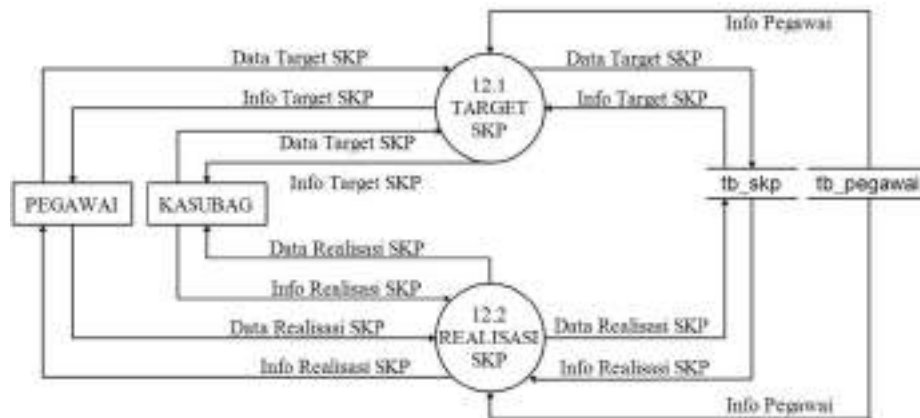 Info Pegawai
Data Target SKP
Data Target SKP
12.1
TARGET
SKP
Info Target SKP
Info Target SKP
Data Target SKP
Info Target SKP
PEGAWAI
KASUBAG
tb_skp
tb_pegawai
Data Realisasi SKP
Info Realisasi SKP
12.2
REALISASI
SKP
Data Realisasi SKP
Data Realisasi SKP
Info Realisasi SKP
Info Realisasi SKP
Info Pegawai